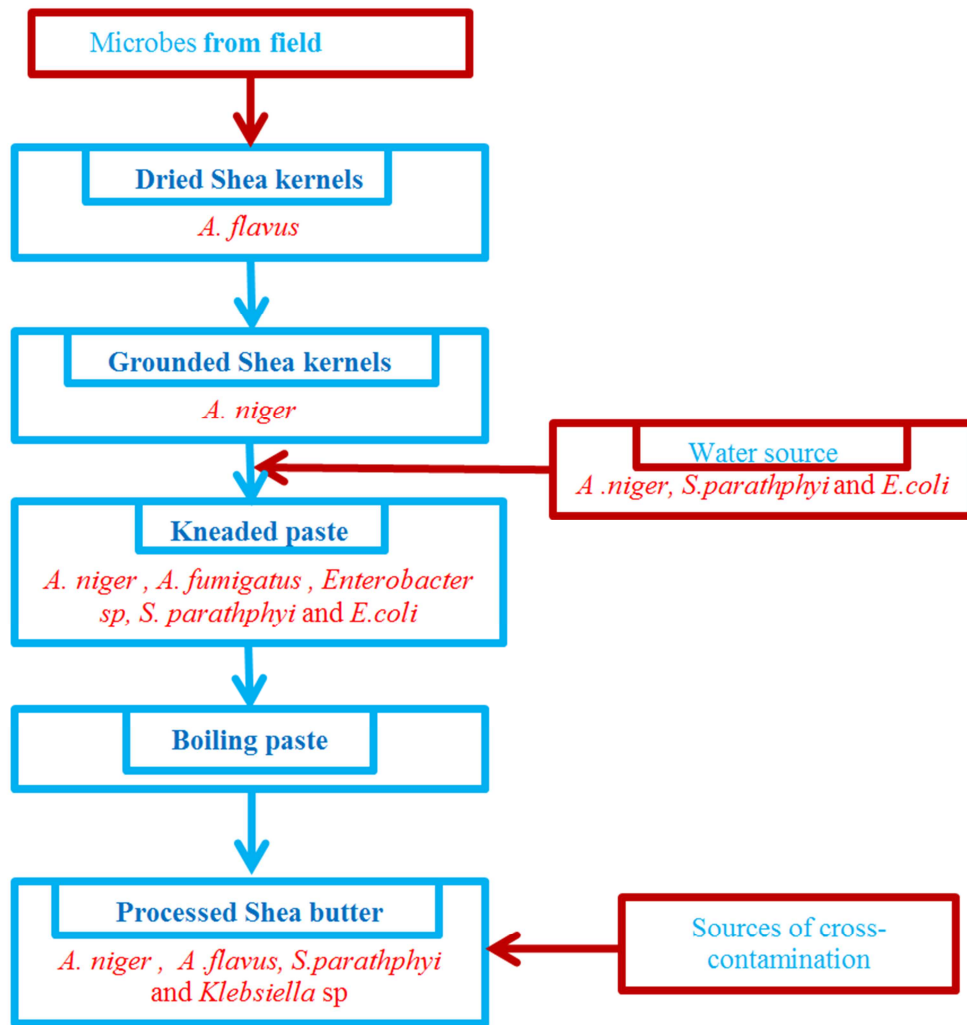 Microbes from field
Dried Shea kernels
A. flavus
Grounded Shea kernels
A. niger
Water source
A .niger, S.parathphyi and E.coli
Kneaded paste
A. niger , A. fumigatus , Enterobacter
sp, S. parathphyi and E.coli
Boiling paste
Processed Shea butter
A. niger , A .flavus, S.parathphyi
and Klebsiella sp
Sources of cross-
contamination